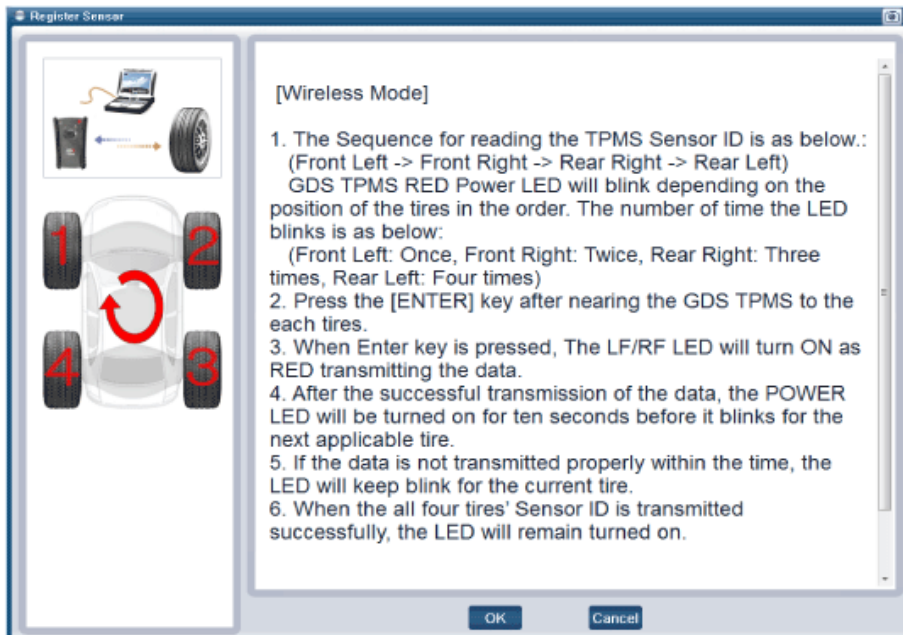 Register Sensor
[Wireless Mode]
1. The Sequence for reading the TPMS Sensor ID is as below.:
(Front Left -> Front Right -> Rear Right -> Rear Left)
GDS TPMS RED Power LED will blink depending on the
position of the tires in the order. The number of time the LED
blinks is as below:
(Front Left: Once, Front Right: Twice, Rear Right: Three
times, Rear Left: Four times)
2. Press the [ENTER] key after nearing the GDS TPMS to the
each tires.
3. When Enter key is pressed, The LF/RF LED will turn ON as
RED transmitting the data.
4. After the successful transmission of the data, the POWER
LED will be turned on for ten seconds before it blinks for the
next applicable tire.
5. If the data is not transmitted properly within the time, the
LED will keep blink for the current tire.
6. When the all four tires' Sensor ID is transmitted
successfully, the LED will remain turned on.
1 2
4 3
OK Cancel